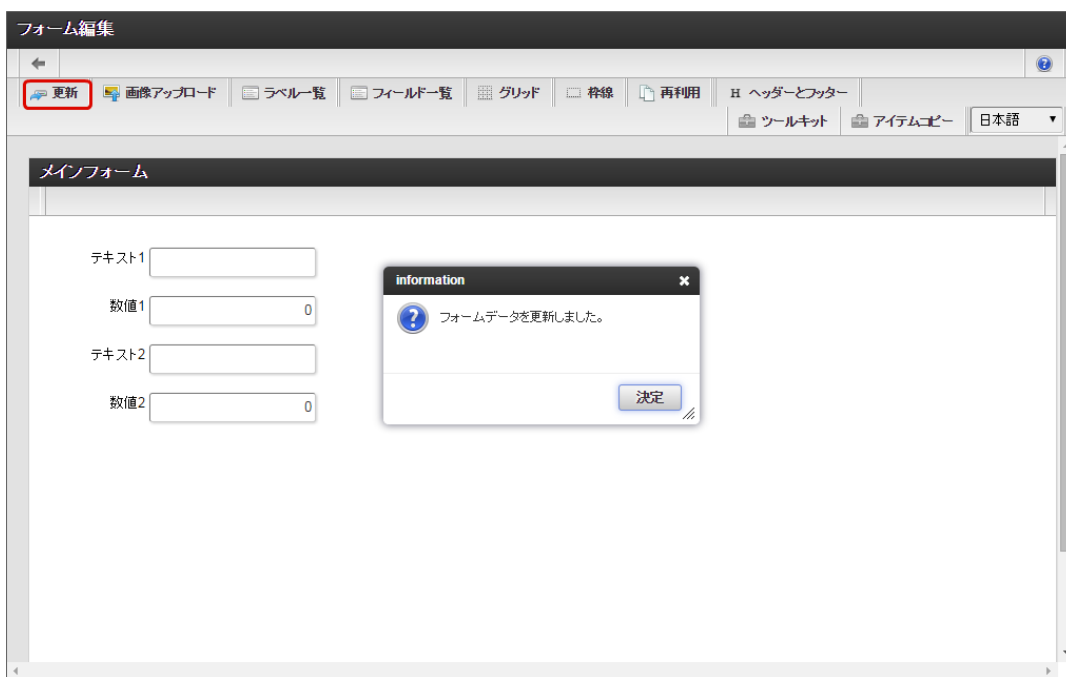 フォーム編集
更新 画像アップロード ラベル一覧 フィールド一覧 グリッド 枠線 再利用 H ヘッダーとフッター
ツールキット アイテムコピー 日本語
メインフォーム
テキスト1
数値1 0
テキスト2
数値2 0
information
フォームデータを更新しました。
決定